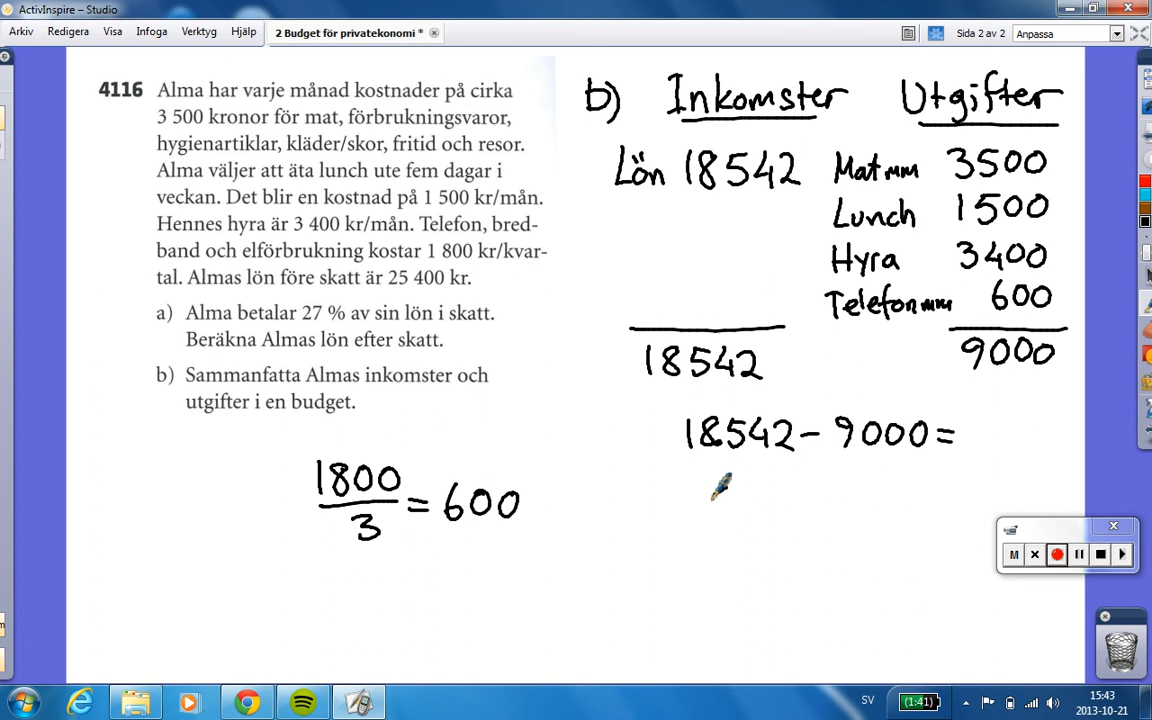 ActivInspire – Studio
Arkiv Redigera Visa Infoga Verktyg Hjälp 2 Budget för privatekonomi * Sida 2 av 2 Anpassa
4116 Alma har varje månad kostnader på cirka
3 500 kronor för mat, förbrukningsvaror,
hygienartiklar, kläder/skor, fritid och resor.
Alma väljer att äta lunch ute fem dagar i
veckan. Det blir en kostnad på 1 500 kr/mån.
Hennes hyra är 3 400 kr/mån. Telefon, bred-
band och elförbrukning kostar 1 800 kr/kvar-
tal. Almas lön före skatt är 25 400 kr.
a) Alma betalar 27 % av sin lön i skatt.
Beräkna Almas lön efter skatt.
b) Sammanfatta Almas inkomster och
utgifter i en budget.
1800
3
= 600
b) Inkomster Utgifter
Lön 18542 Mat mm 3500
Lunch 1500
Hyra 3400
Telefon mm 600
18542 9000
18542 – 9000 =
M
SV (1:41) 15:43
2013-10-21